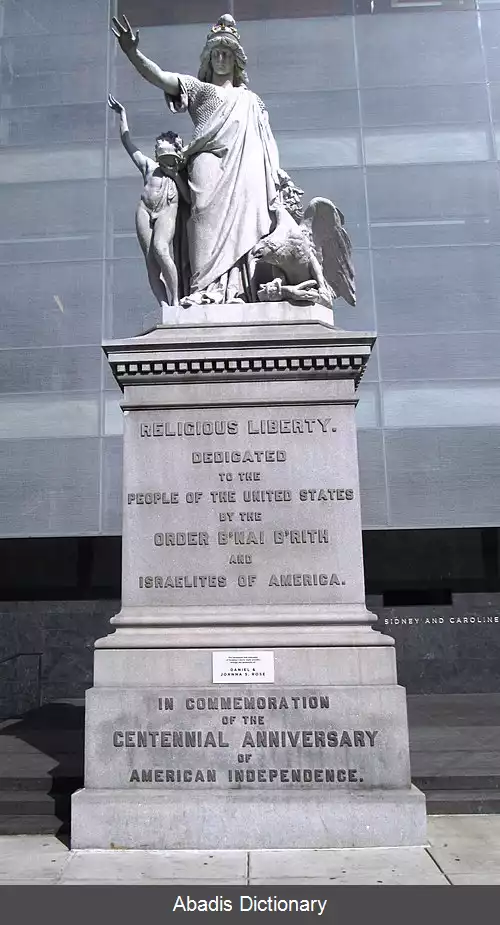 RELIGIOUS LIBERTY.
DEDICATED
TO THE
PEOPLE OF THE UNITED STATES
BY THE
ORDER B'NAI B'RITH
AND
ISRAELITES OF AMERICA.
SIDNEY AND CAROLINE
DANIEL &
JOANNA S. ROSE
IN COMMEMORATION
OF THE
CENTENNIAL ANNIVERSARY
OF
AMERICAN INDEPENDENCE.
Abadis Dictionary